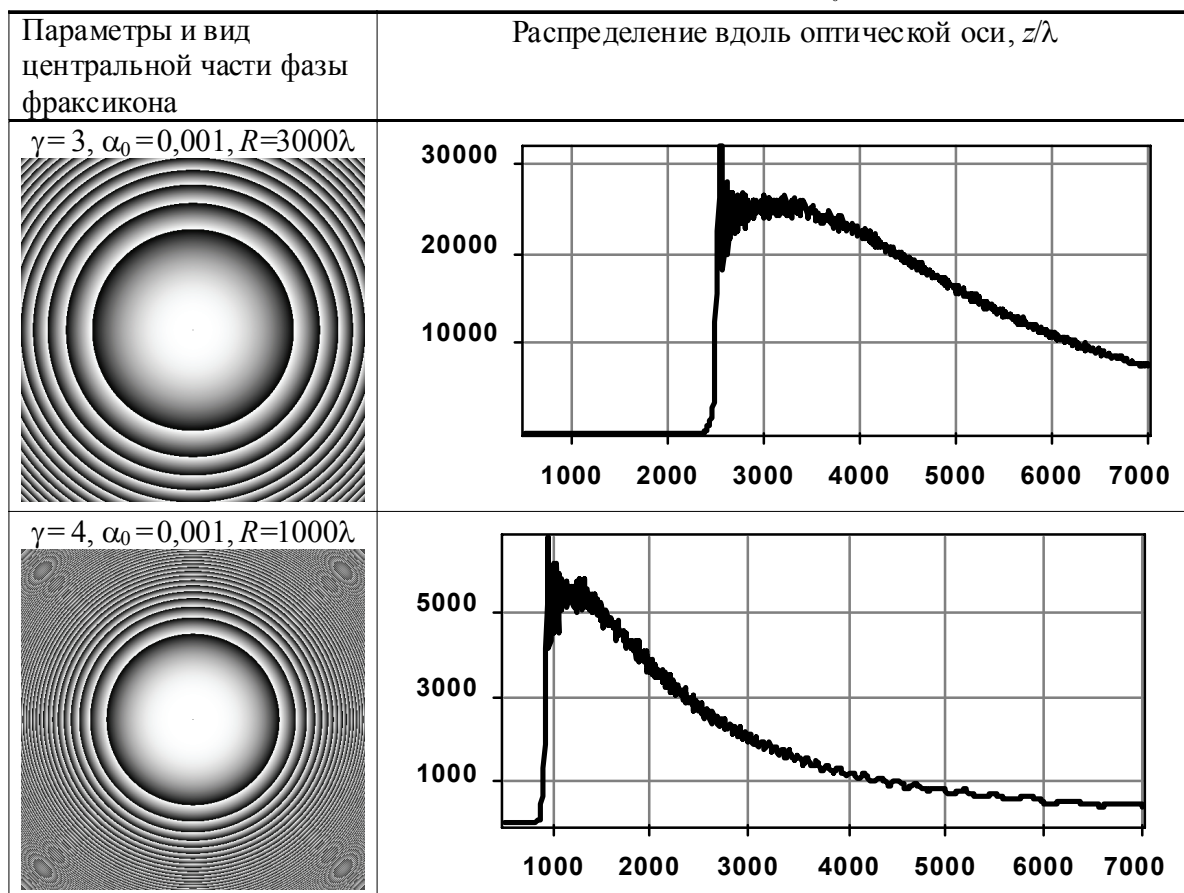 Параметры и вид
центральной части фазы
фраксикона
Распределение вдоль оптической оси, z/λ
γ= 3, α₀=0,001, R=3000λ
30000
20000
10000
1000 2000 3000 4000 5000 6000 7000
γ= 4, α₀=0,001, R=1000λ
5000
3000
1000
1000 2000 3000 4000 5000 6000 7000